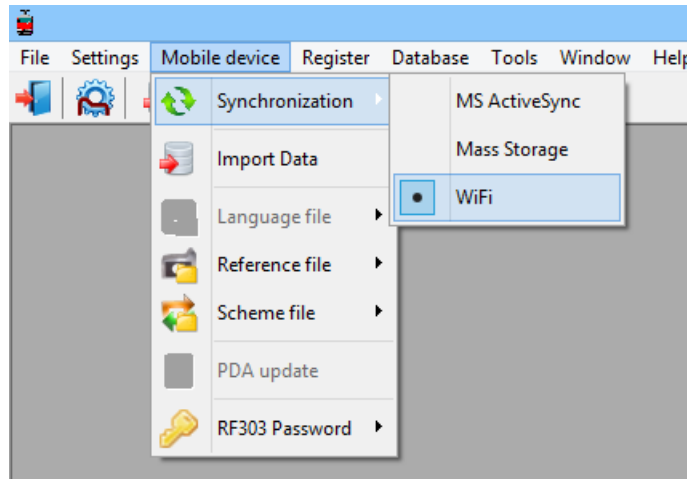 File Settings Mobile device Register Database Tools Window Help
Synchronization
MS ActiveSync
Import Data
Mass Storage
WiFi
Language file
Reference file
Scheme file
PDA update
RF303 Password